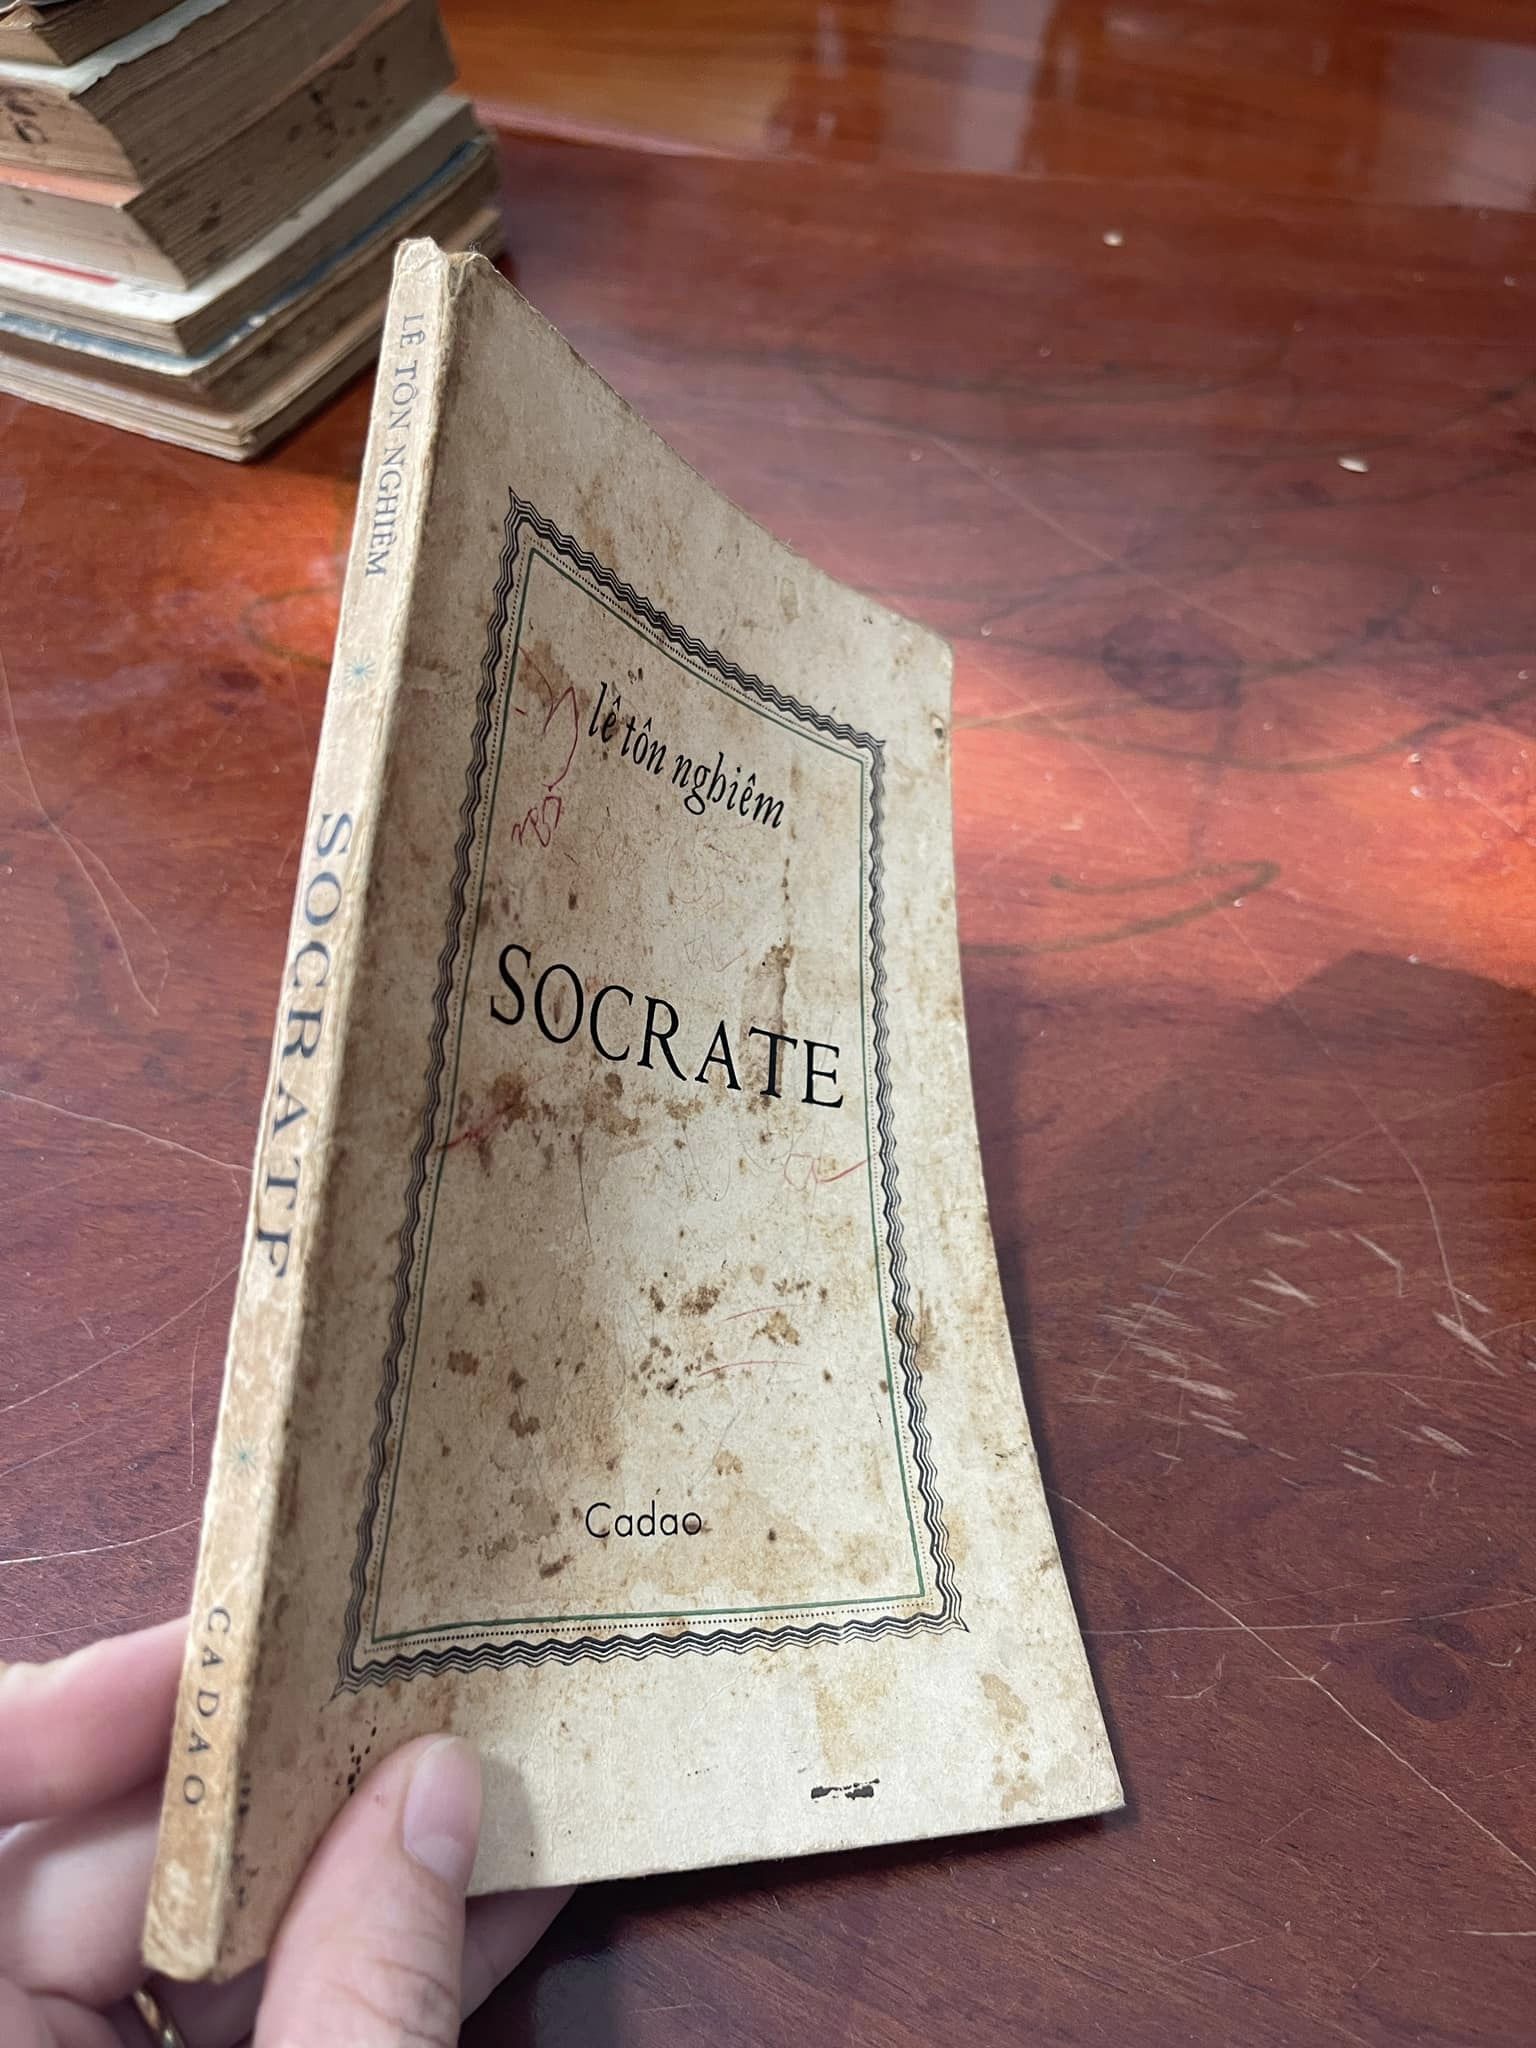 LÊ TÔN NGHIÊM
SOCRATE
CADAO
lê tôn nghiêm
SOCRATE
Cadao